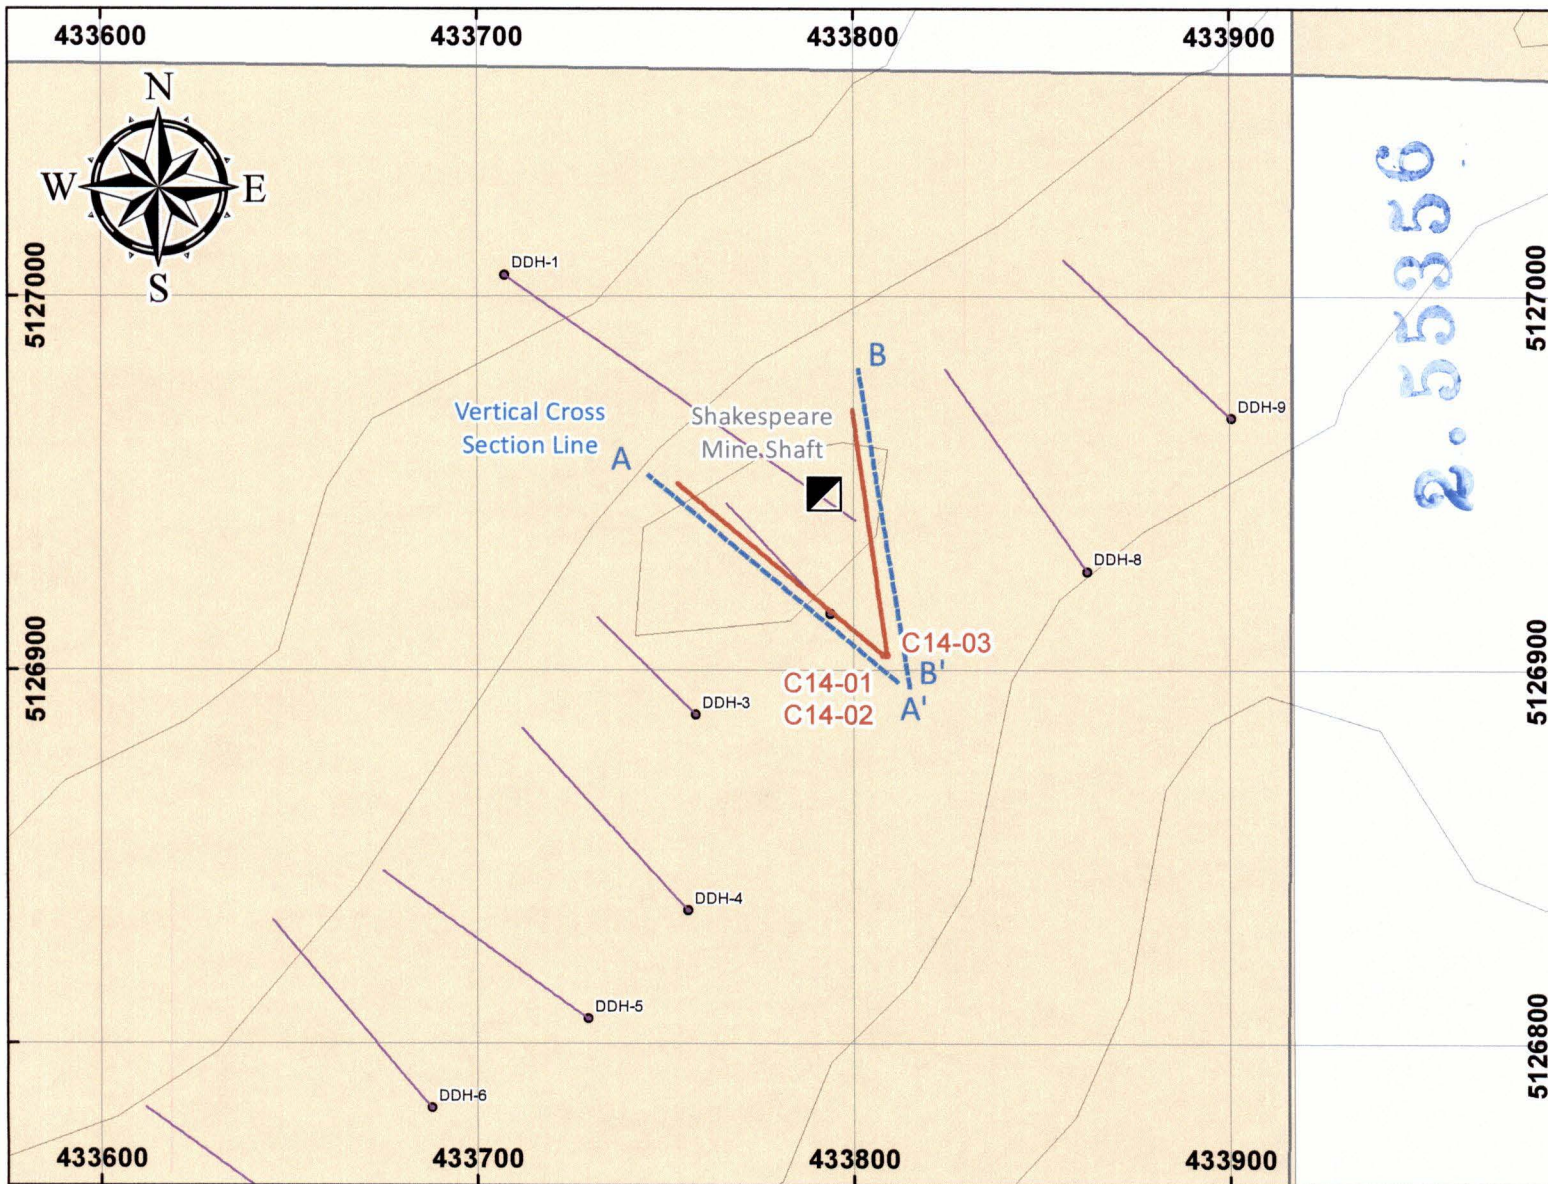 433600
433700
433800
433900
N
W
E
S
2. 55356
5127000
5127000
DDH-1
B
DDH-9
Vertical Cross
Section Line
Shakespeare
Mine Shaft
A
DDH-8
C14-03
5126900
5126900
B'
C14-01
A'
C14-02
DDH-3
DDH-4
DDH-5
5126800
DDH-6
433600
433700
433800
433900